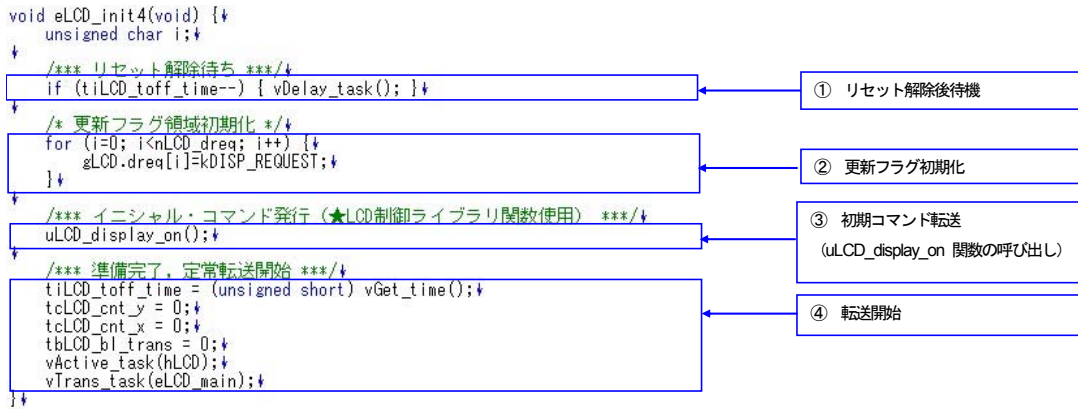 void eLCD_init4(void) {↓
unsigned char i;↓
↓
/*** リセット解除待ち ***/↓
if (tiLCD_toff_time--) { vDelay_task(); }↓
① リセット解除後待機
↓
/* 更新フラグ領域初期化 */↓
for (i=0; i<nLCD_dreq; i++) {↓
gLCD.dreq[i]=kDISP_REQUEST;↓
}↓
② 更新フラグ初期化
↓
/*** イニシャル・コマンド発行（★LCD制御ライブラリ関数使用） ***/↓
uLCD_display_on();↓
③ 初期コマンド転送
（uLCD_display_on 関数の呼び出し）
↓
/*** 準備完了，定常転送開始 ***/↓
tiLCD_toff_time = (unsigned short) vGet_time();↓
tcLCD_cnt_y = 0;↓
tcLCD_cnt_x = 0;↓
tbLCD_bl_trans = 0;↓
vActive_task(hLCD);↓
vTrans_task(eLCD_main);↓
④ 転送開始
}↓